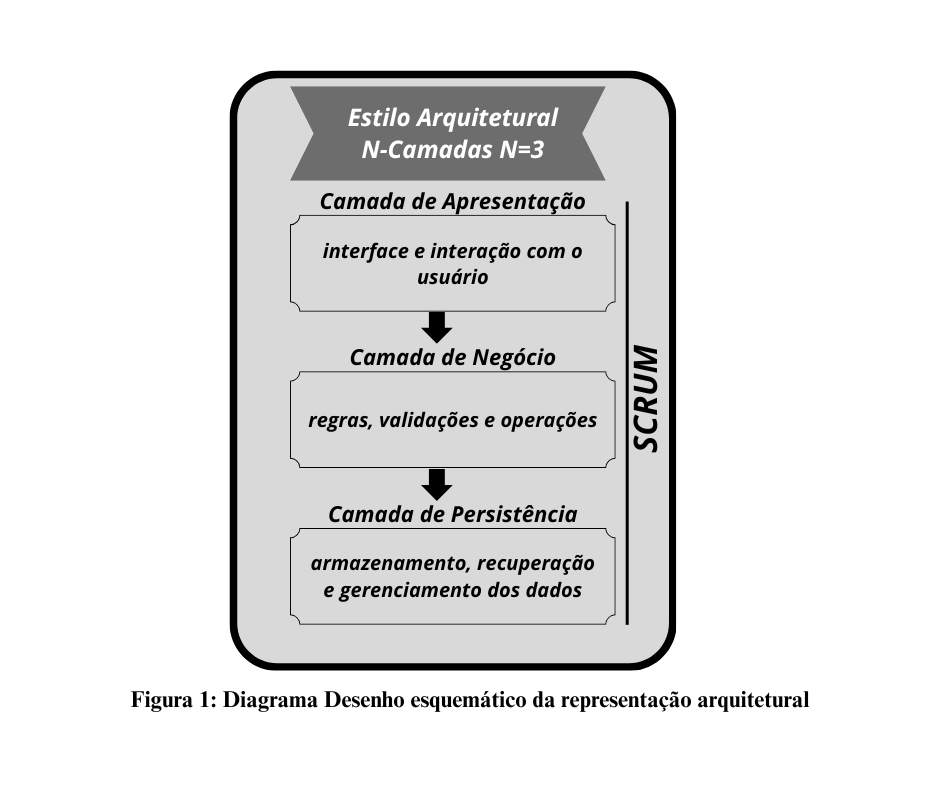 Estilo Arquitetural
N-Camadas N=3
Camada de Apresentação
interface e interação com o
usuário
Camada de Negócio
regras, validações e operações
Camada de Persistência
armazenamento, recuperação
e gerenciamento dos dados
SCRUM
Figura 1: Diagrama Desenho esquemático da representação arquitetural